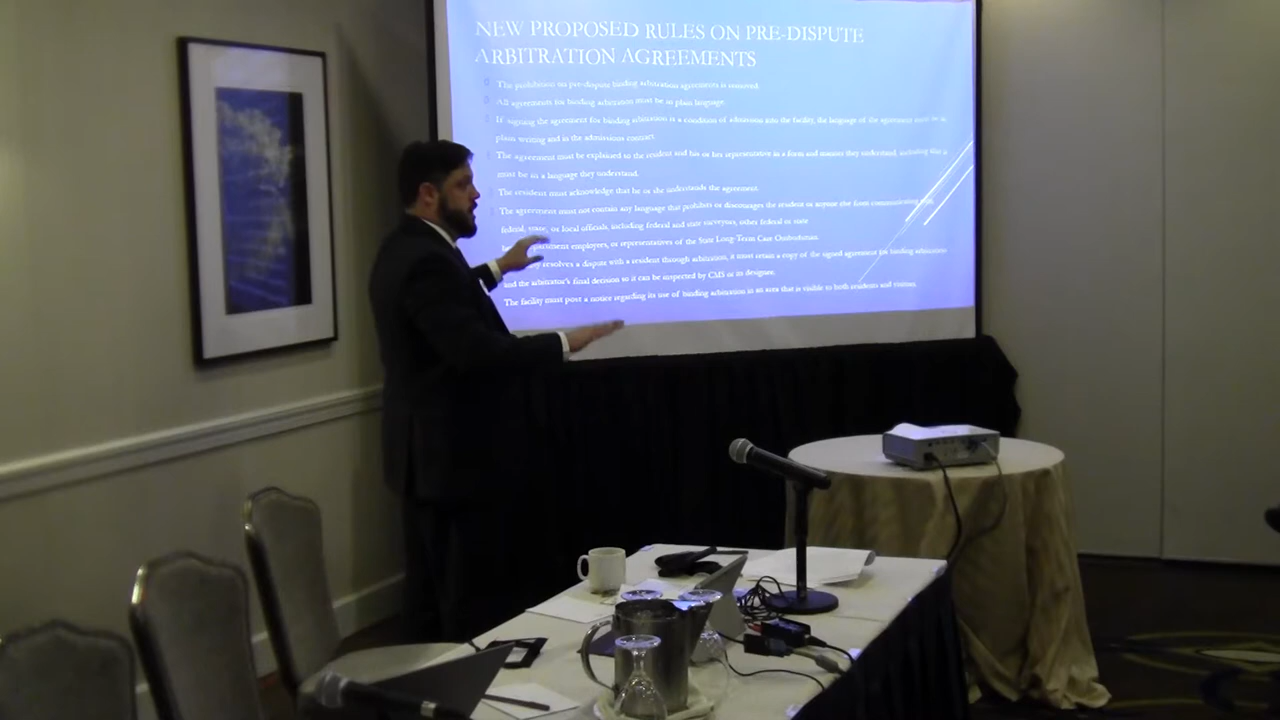 NEW PROPOSED RULES ON PRE-DISPUTE
ARBITRATION AGREEMENTS
The prohibition on pre-dispute binding arbitration agreements is removed.
All agreements for binding arbitration must be in plain language.
If signing the agreement for binding arbitration is a condition of admission into the facility, the language of the agreement must be in
plain writing and in the admissions contract.
The agreement must be explained to the resident and his or her representative in a form and manner they understand, including that it
must be in a language they understand.
The resident must acknowledge that he or she understands the agreement.
The agreement must not contain any language that prohibits or discourages the resident or anyone else from communicating with
federal, state, or local officials, including federal and state surveyors, other federal or state
employees, or representatives of the State Long-Term Care Ombudsman.
resolves a dispute with a resident through arbitration, it must retain a copy of the signed agreement for binding arbitration
and the arbitrator's final decision so it can be inspected by CMS or its designee.
The facility must post a notice regarding its use of binding arbitration in an area that is visible to both residents and visitors.